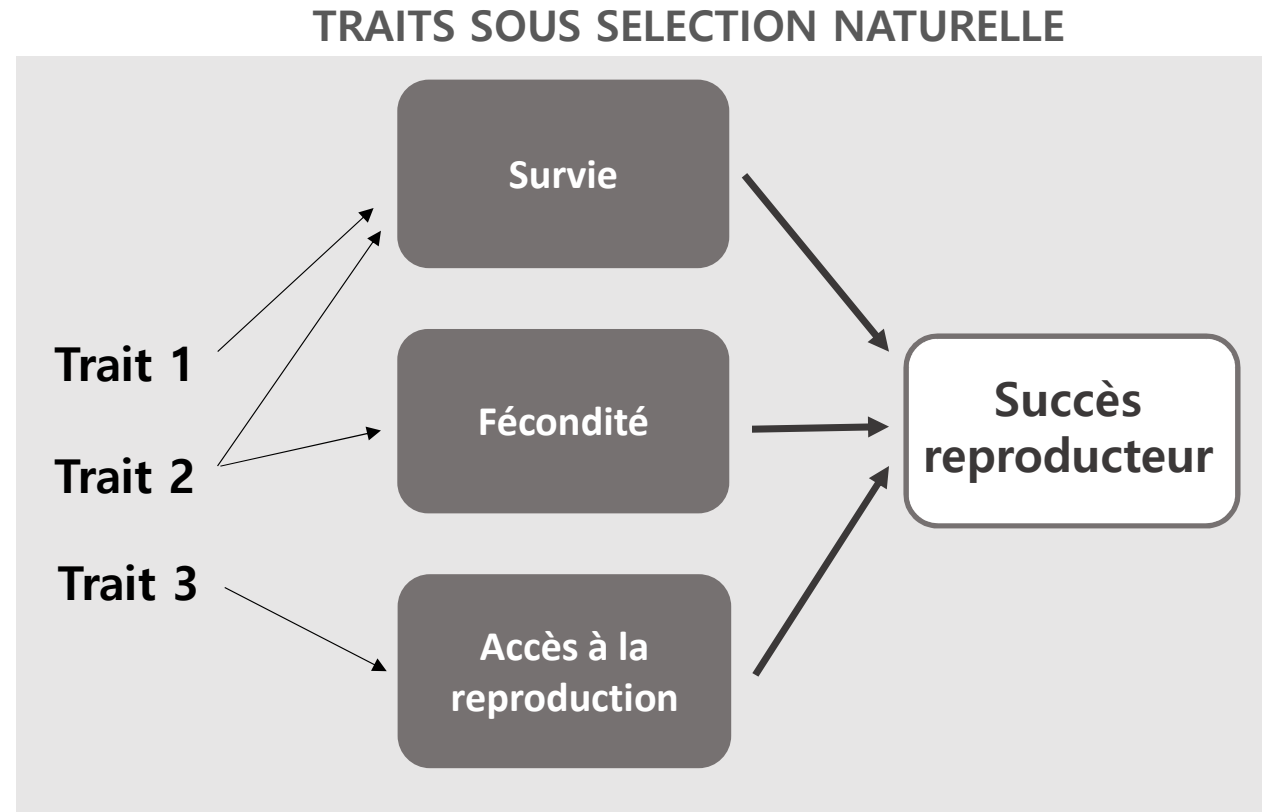 TRAITS SOUS SELECTION NATURELLE
Survie
Trait 1
Fécondité
Succès
reproducteur
Trait 2
Trait 3
Accès à la
reproduction